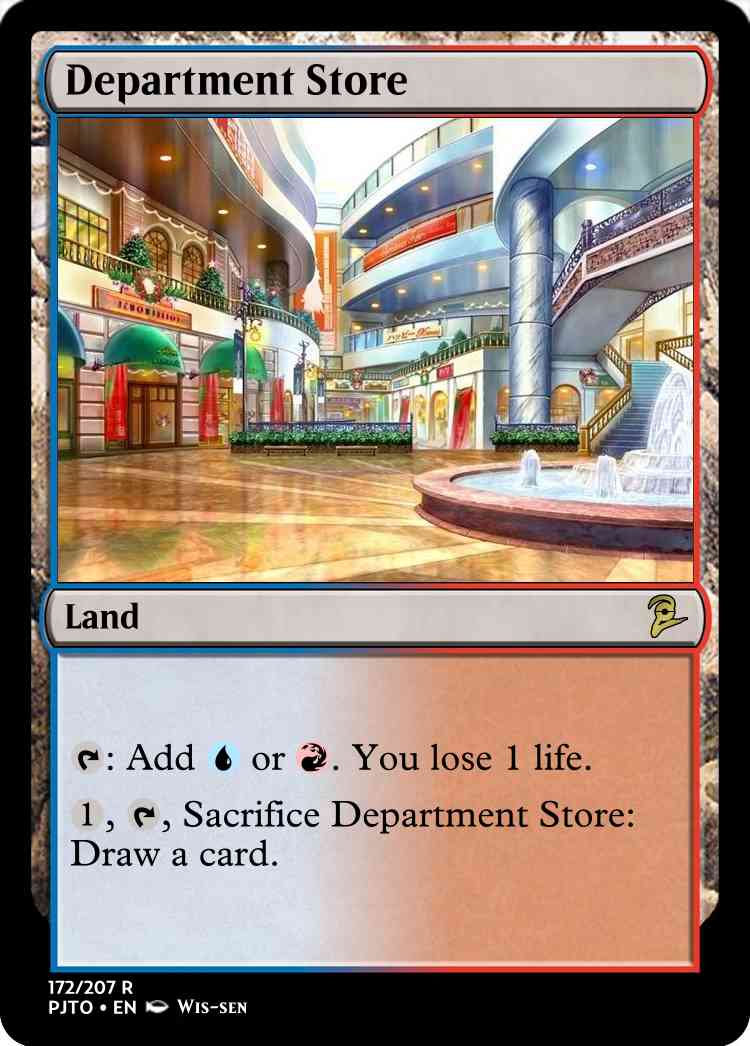 Department Store
Land
: Add or . You lose 1 life.
1, , Sacrifice Department Store:
Draw a card.
172/207 R
PJTO • EN Wis-sen